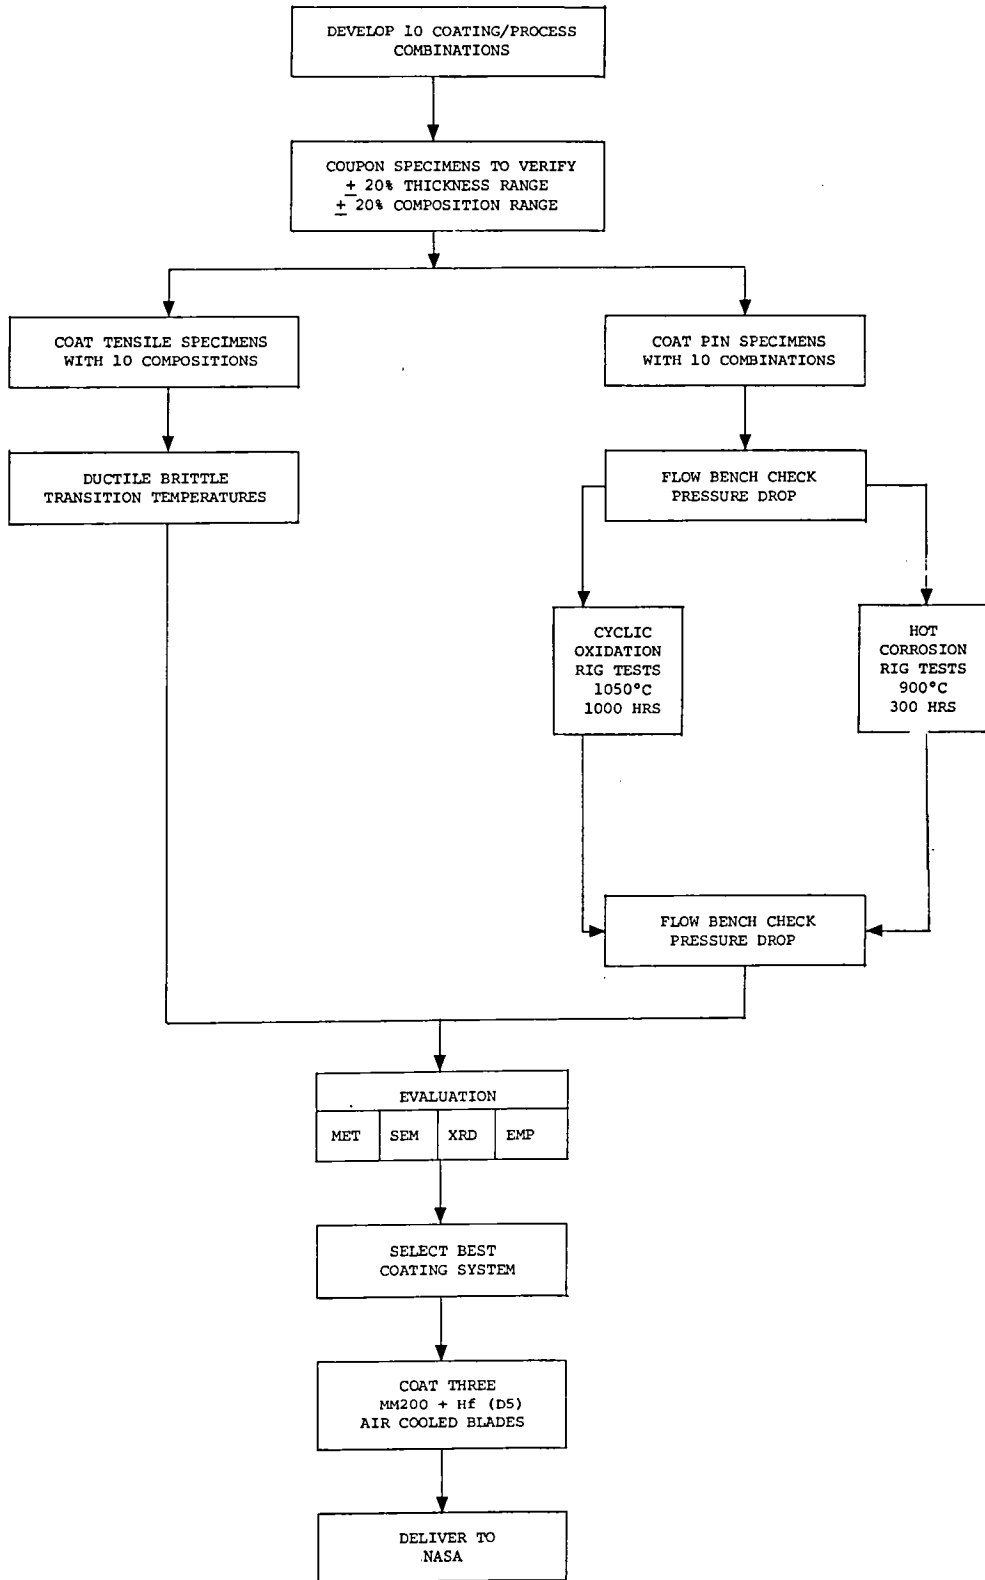 DEVELOP 10 COATING/PROCESS
COMBINATIONS
COUPON SPECIMENS TO VERIFY
± 20% THICKNESS RANGE
± 20% COMPOSITION RANGE
COAT TENSILE SPECIMENS
WITH 10 COMPOSITIONS
COAT PIN SPECIMENS
WITH 10 COMBINATIONS
DUCTILE BRITTLE
TRANSITION TEMPERATURES
FLOW BENCH CHECK
PRESSURE DROP
CYCLIC
OXIDATION
RIG TESTS
1050°C
1000 HRS
HOT
CORROSION
RIG TESTS
900°C
300 HRS
FLOW BENCH CHECK
PRESSURE DROP
EVALUATION
MET SEM XRD EMP
SELECT BEST
COATING SYSTEM
COAT THREE
MM200 + Hf (D5)
AIR COOLED BLADES
DELIVER TO
NASA